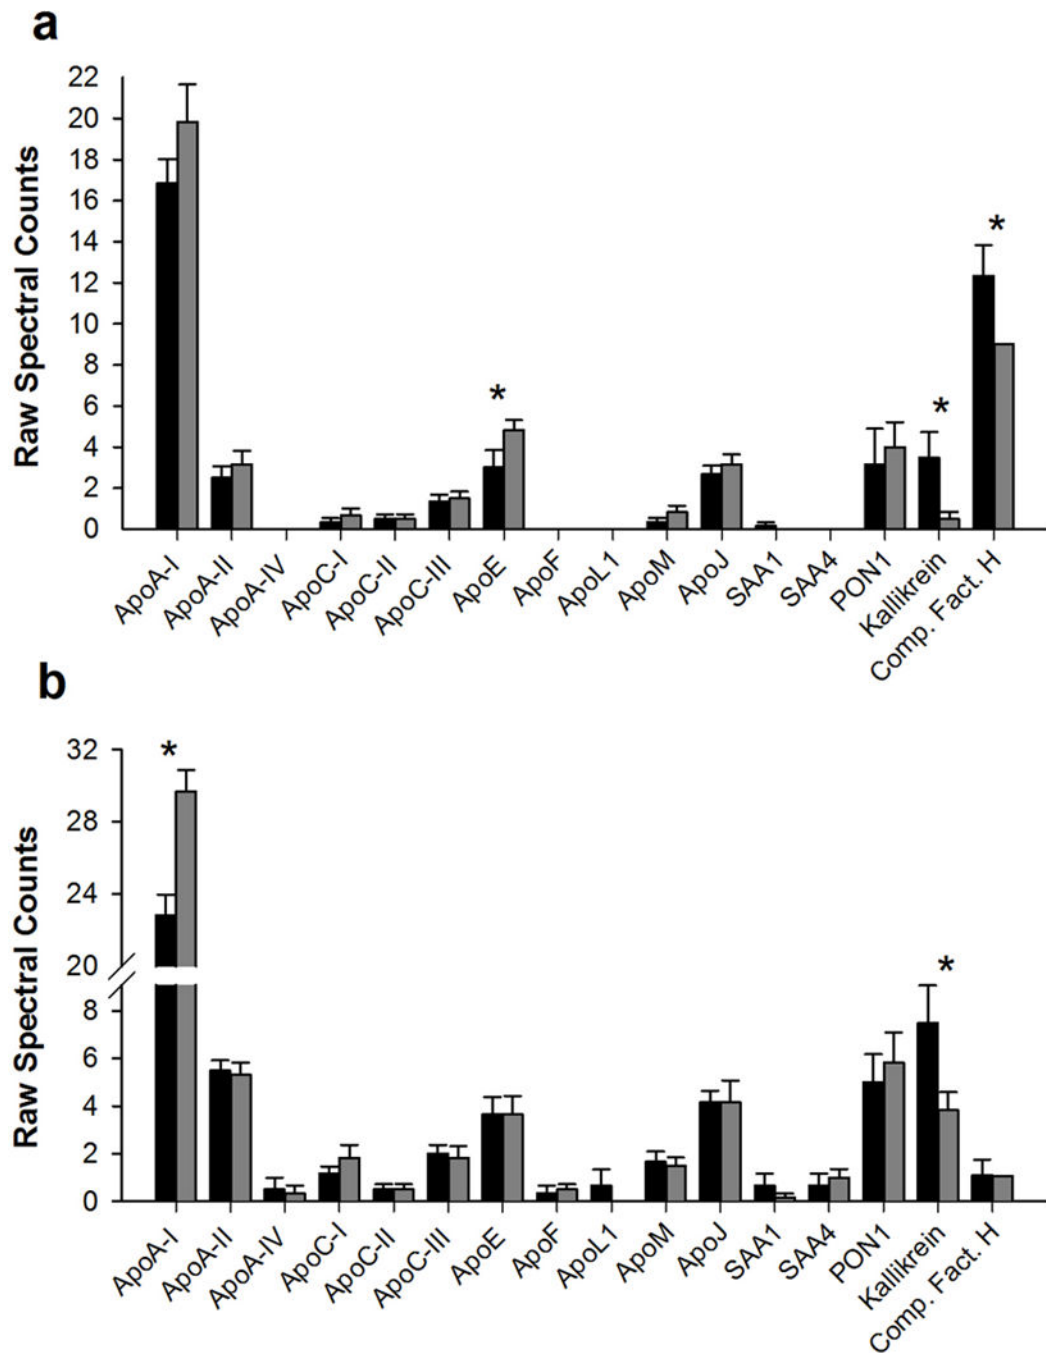 a
Raw Spectral Counts
22
20
18
16
14
12
10
8
6
4
2
0
*
*
*
ApoA-I
ApoA-II
ApoA-IV
ApoC-I
ApoC-II
ApoC-III
ApoE
ApoF
ApoL1
ApoM
ApoJ
SAA1
SAA4
PON1
Kallikrein
Comp. Fact. H
b
Raw Spectral Counts
32
28
24
20
8
6
4
2
0
*
*
ApoA-I
ApoA-II
ApoA-IV
ApoC-I
ApoC-II
ApoC-III
ApoE
ApoF
ApoL1
ApoM
ApoJ
SAA1
SAA4
PON1
Kallikrein
Comp. Fact. H